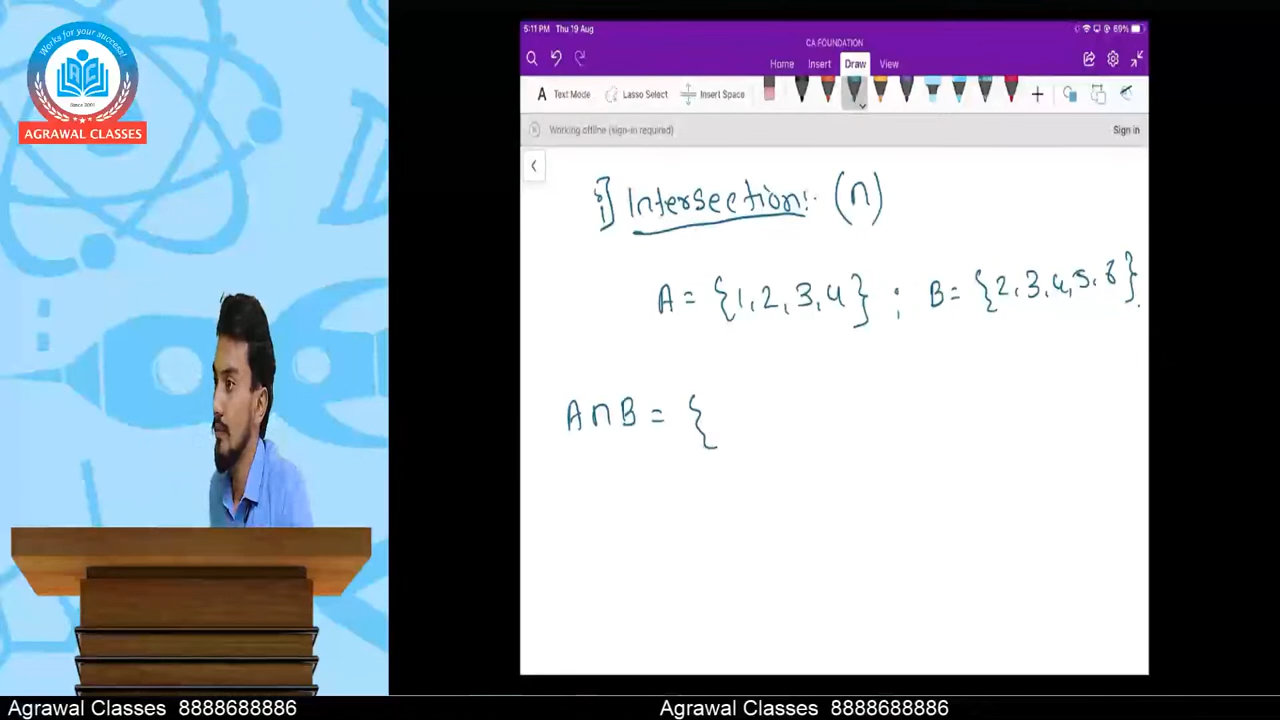 Works for your success!
AEC
Since 2001
AGRAWAL CLASSES
5:11 PM Thu 19 Aug
69%
CA FOUNDATION
Home Insert Draw View
Text Mode Lasso Select Insert Space
Working offline (sign-in required) Sign in
i] Intersection:- (∩)
A = {1, 2, 3, 4} ; B = {2, 3, 4, 5, 6}.
A∩B = {
Agrawal Classes 8888688886 Agrawal Classes 8888688886